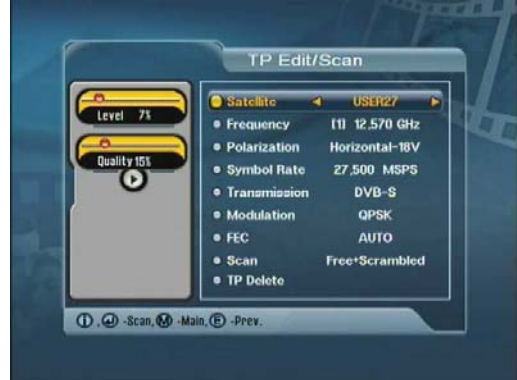 TP Edit/Scan
Level 7%
Quality 15%
Satellite USER27
Frequency [1] 12,570 GHz
Polarization Horizontal-18V
Symbol Rate 27,500 MSPS
Transmission DVB-S
Modulation QPSK
FEC AUTO
Scan Free+Scrambled
TP Delete
i , -Scan, M -Main, E -Prev.